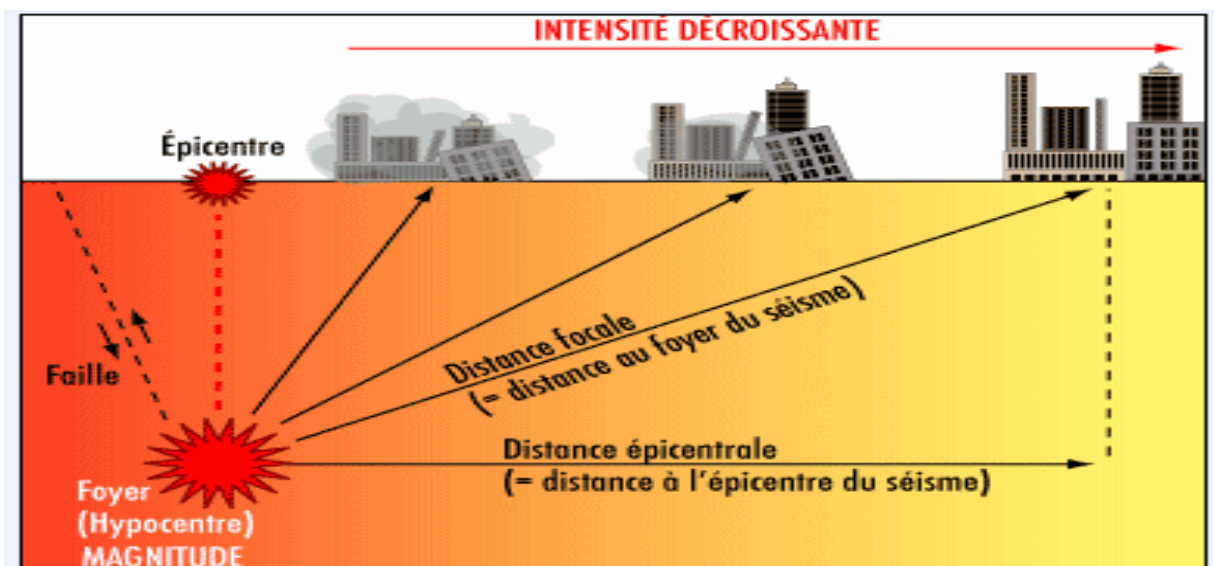 INTENSITÉ DÉCROISSANTE
Épicentre
Faille
Distance focale
(= distance au foyer du séisme)
Distance épicentrale
(= distance à l'épicentre du séisme)
Foyer
(Hypocentre)
MAGNITUDE